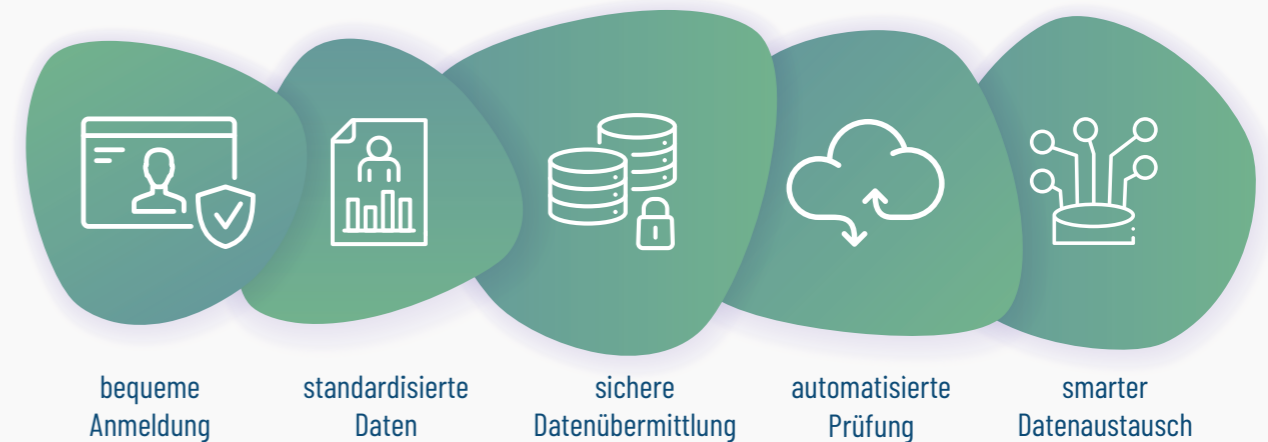 bequeme
Anmeldung
standardisierte
Daten
sichere
Datenübermittlung
automatisierte
Prüfung
smarter
Datenaustausch